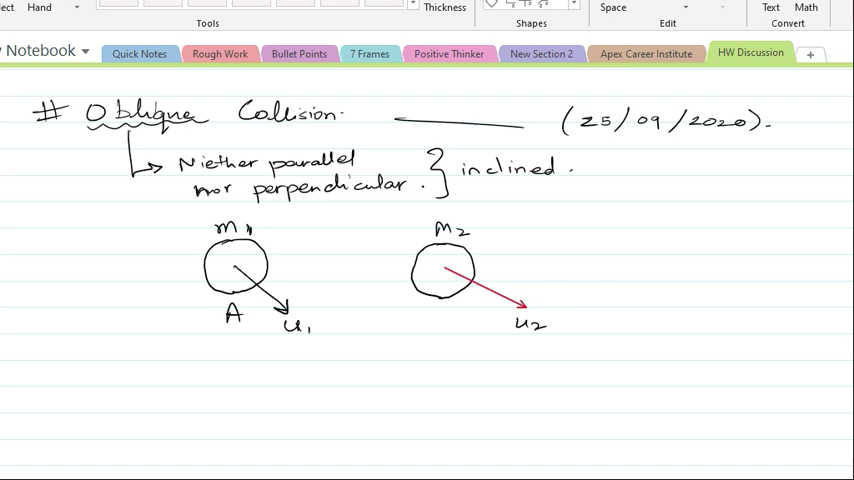 ect Hand
Thickness
Space
Text Math
Tools
Shapes
Edit
Convert
Notebook Quick Notes Rough Work Bullet Points 7 Frames Positive Thinker New Section 2 Apex Career Institute HW Discussion +
# Oblique Collision. (25/09/2020).
Niether parallel
nor perpendicular. } inclined.
m1 m2
A
u1 u2